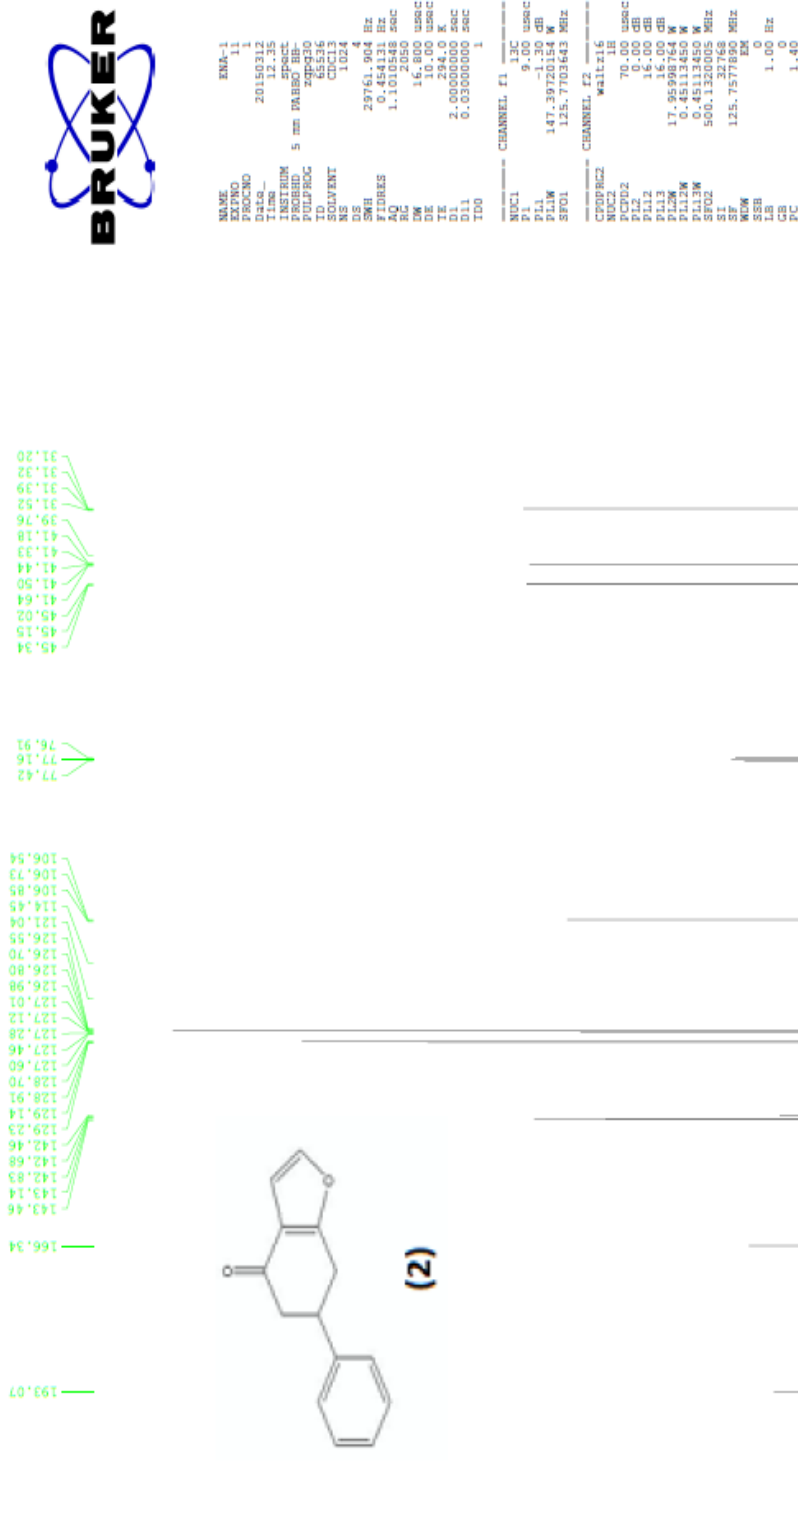 BRUKER
NAME ENA-1
EXPNO 11
PROCNO 1
Date_ 20150312
Time 12.35
INSTRUM spect
PROBHD 5 mm PABBO BB-
PULPROG zgpg30
TD 65536
SOLVENT CDCl3
NS 1024
DS 4
SWH 29761.904 Hz
FIDRES 0.454131 Hz
AQ 1.1010548 sec
RG 2050
DW 16.800 usec
DE 10.00 usec
TE 294.0 K
D1 2.00000000 sec
D11 0.03000000 sec
TD0 1
CHANNEL f1
NUC1 13C
P1 9.00 usec
PL1 -1.30 dB
PL1W 147.39720154 W
SFO1 125.7703643 MHz
CHANNEL f2
CPDPRG2 waltz16
NUC2 1H
PCPD2 70.00 usec
PL2 0.00 dB
PL12 16.00 dB
PL13 16.00 dB
PL2W 17.95998764 W
PL12W 0.45113450 W
PL13W 0.45113450 W
SFO2 500.1320005 MHz
SI 32768
SF 125.7577890 MHz
WDW EM
SSB 0
LB 1.00 Hz
GB 0
PC 1.40
193.07
166.34
143.46
143.14
142.83
142.68
142.46
129.23
129.14
128.91
128.70
127.60
127.46
127.28
127.12
127.01
126.98
126.80
126.70
126.55
121.04
114.45
106.85
106.73
106.54
77.42
77.16
76.91
45.34
45.15
45.02
41.64
41.50
41.44
41.33
41.18
39.76
31.52
31.39
31.32
31.20
O
O
(2)